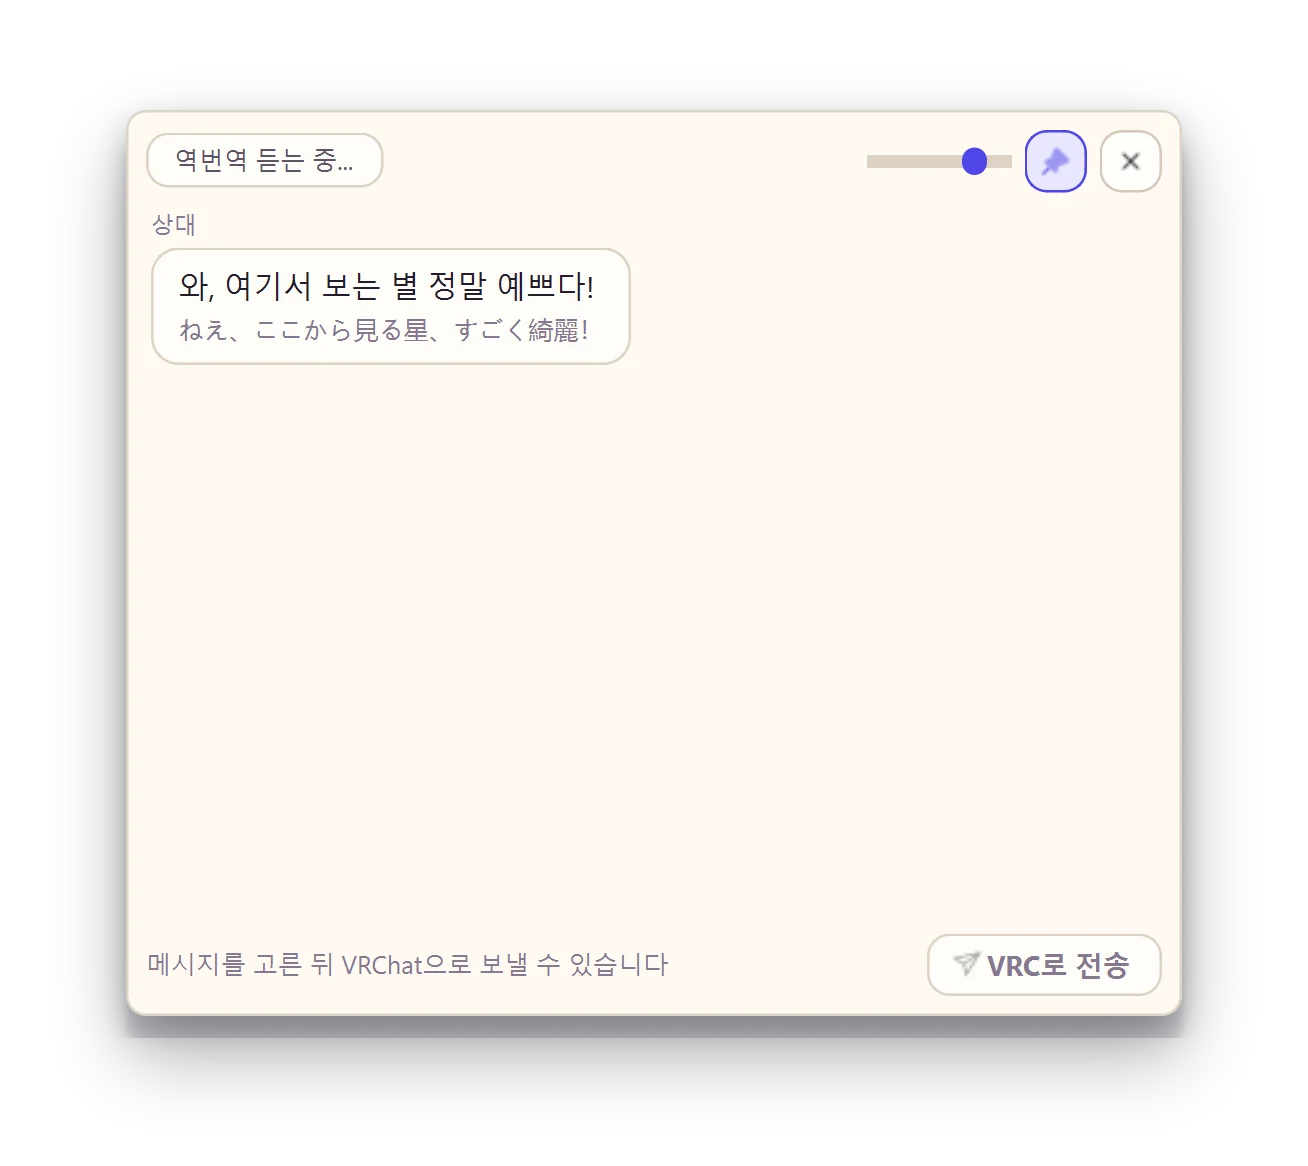 역번역 듣는 중...
상대
와, 여기서 보는 별 정말 예쁘다!
ねえ、ここから見る星、すごく綺麗！
메시지를 고른 뒤 VRChat으로 보낼 수 있습니다
VRC로 전송